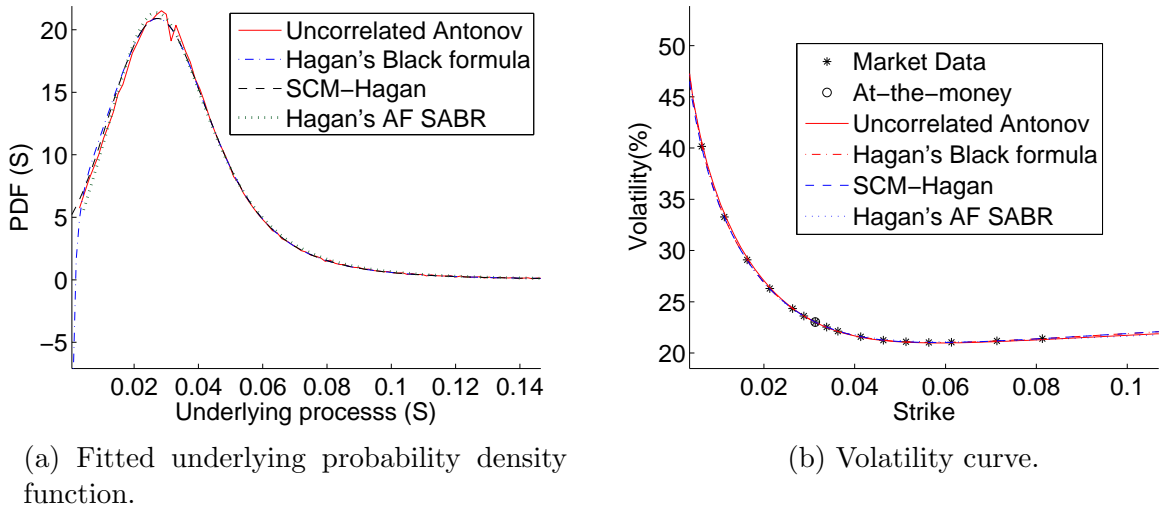 20
15
10
5
0
−5
PDF (S)
Uncorrelated Antonov
Hagan's Black formula
SCM−Hagan
Hagan's AF SABR
0.02 0.04 0.06 0.08 0.1 0.12 0.14
Underlying processs (S)
(a) Fitted underlying probability density
function.
50
45
40
35
30
25
20
Volatility(%)
Market Data
At−the−money
Uncorrelated Antonov
Hagan's Black formula
SCM−Hagan
Hagan's AF SABR
0.02 0.04 0.06 0.08 0.1
Strike
(b) Volatility curve.